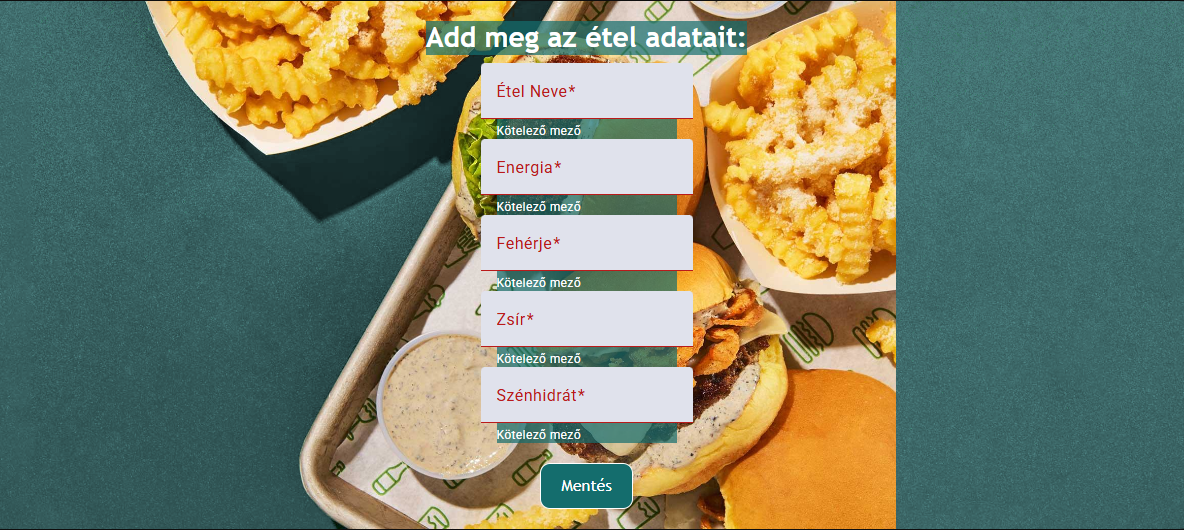 Add meg az étel adatait:
Étel Neve*
Kötelező mező
Energia*
Kötelező mező
Fehérje*
Kötelező mező
Zsír*
Kötelező mező
Szénhidrát*
Kötelező mező
Mentés